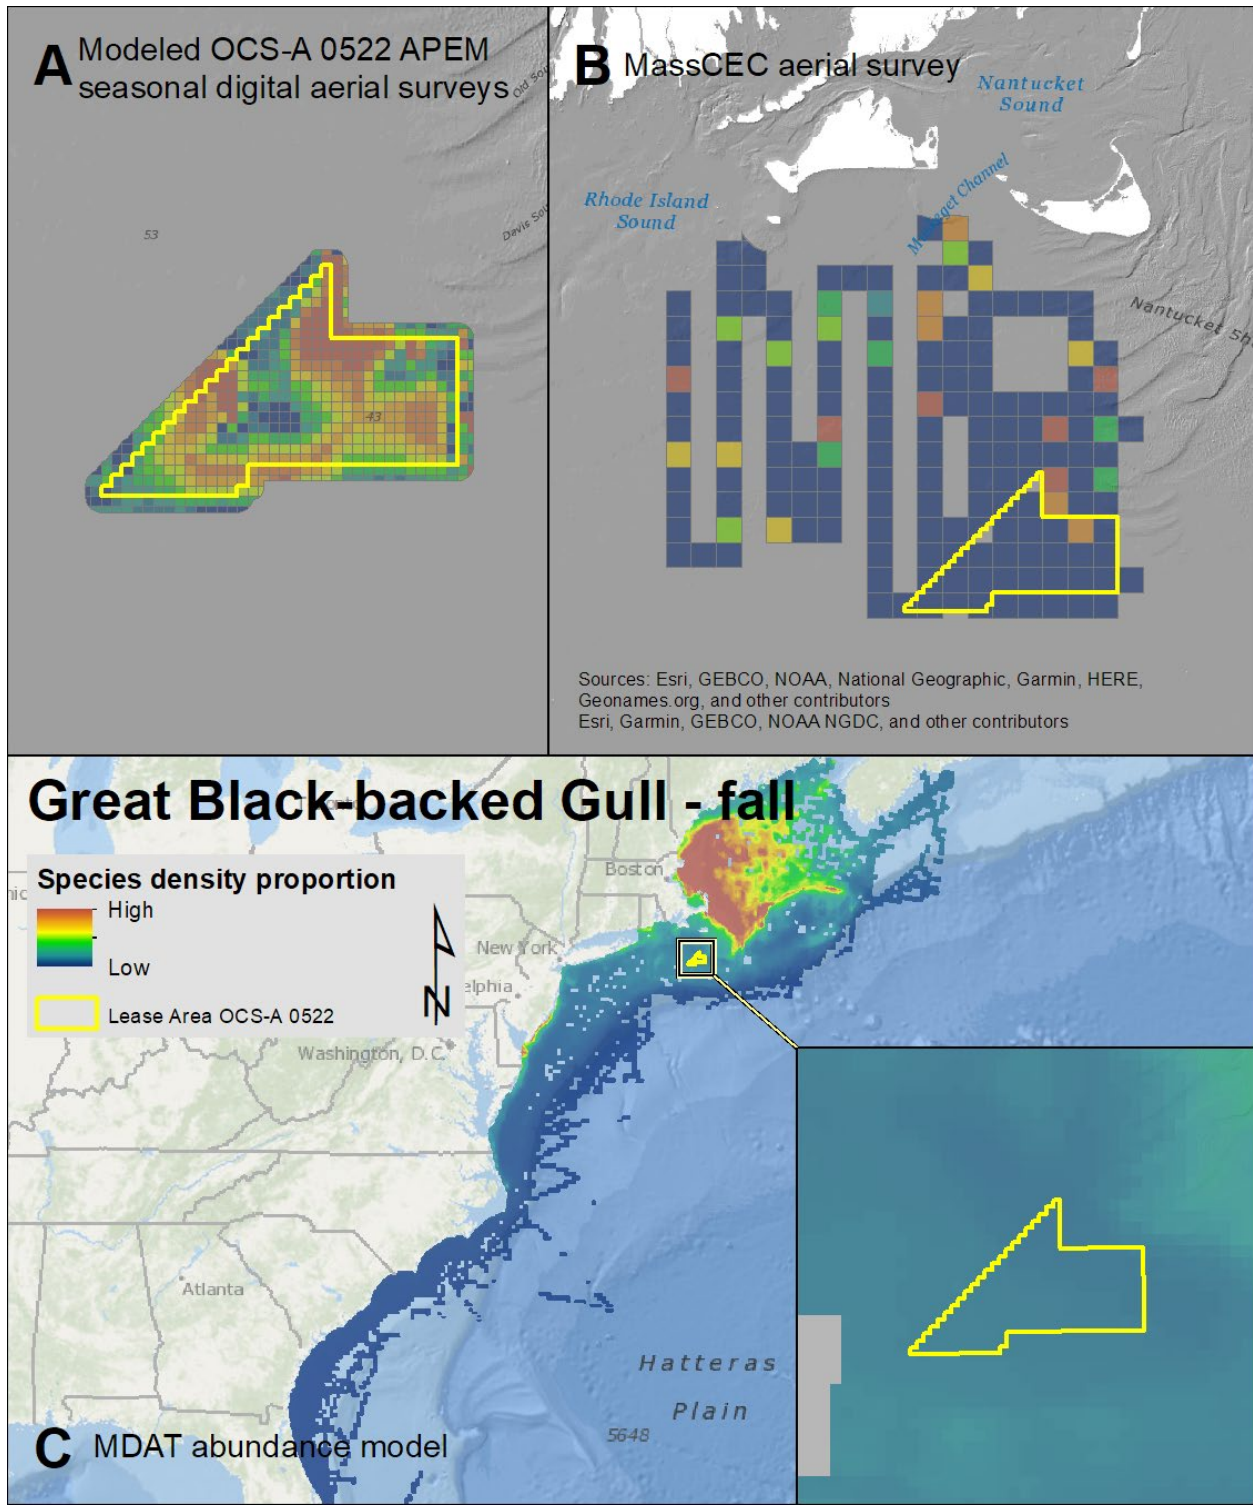 A Modeled OCS-A 0522 APEM
seasonal digital aerial surveys
53
43
B MassCEC aerial survey
Nantucket
Sound
Rhode Island
Sound
Channel
Nantucket
Sources: Esri, GEBCO, NOAA, National Geographic, Garmin, HERE,
Geonames.org, and other contributors
Esri, Garmin, GEBCO, NOAA NGDC, and other contributors
Great Black-backed Gull - fall
Species density proportion
High
Low
Lease Area OCS-A 0522
N
Boston
New York
elphia
Washington, D.C.
Atlanta
Hatteras
Plain
5648
C MDAT abundance model